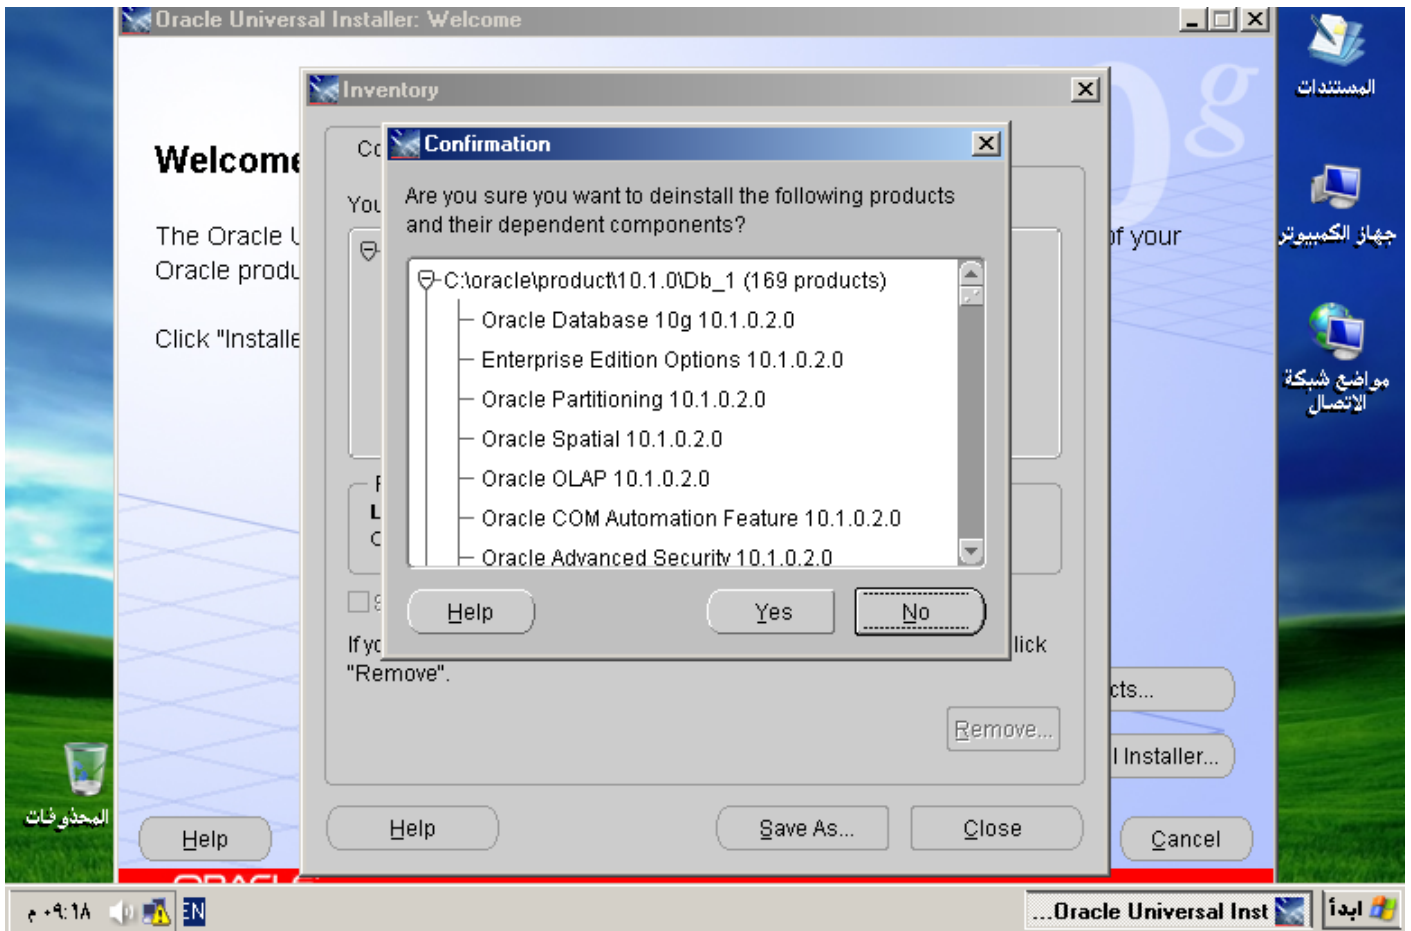 Oracle Universal Installer: Welcome
المستندات
جهاز الكمبيوتر
مواضع شبكة
الاتصال
المحذوفات
Inventory
Confirmation
Are you sure you want to deinstall the following products
and their dependent components?
C:\oracle\product\10.1.0\Db_1 (169 products)
Oracle Database 10g 10.1.0.2.0
Enterprise Edition Options 10.1.0.2.0
Oracle Partitioning 10.1.0.2.0
Oracle Spatial 10.1.0.2.0
Oracle OLAP 10.1.0.2.0
Oracle COM Automation Feature 10.1.0.2.0
Oracle Advanced Security 10.1.0.2.0
Help Yes No
Welcome
The Oracle of your
Oracle
Click
"Remove".
Remove...
Installer...
Help Save As... Close
Help Cancel
ORACLE
٠٩:١٨ م
EN
...Oracle Universal Inst
ابدأ